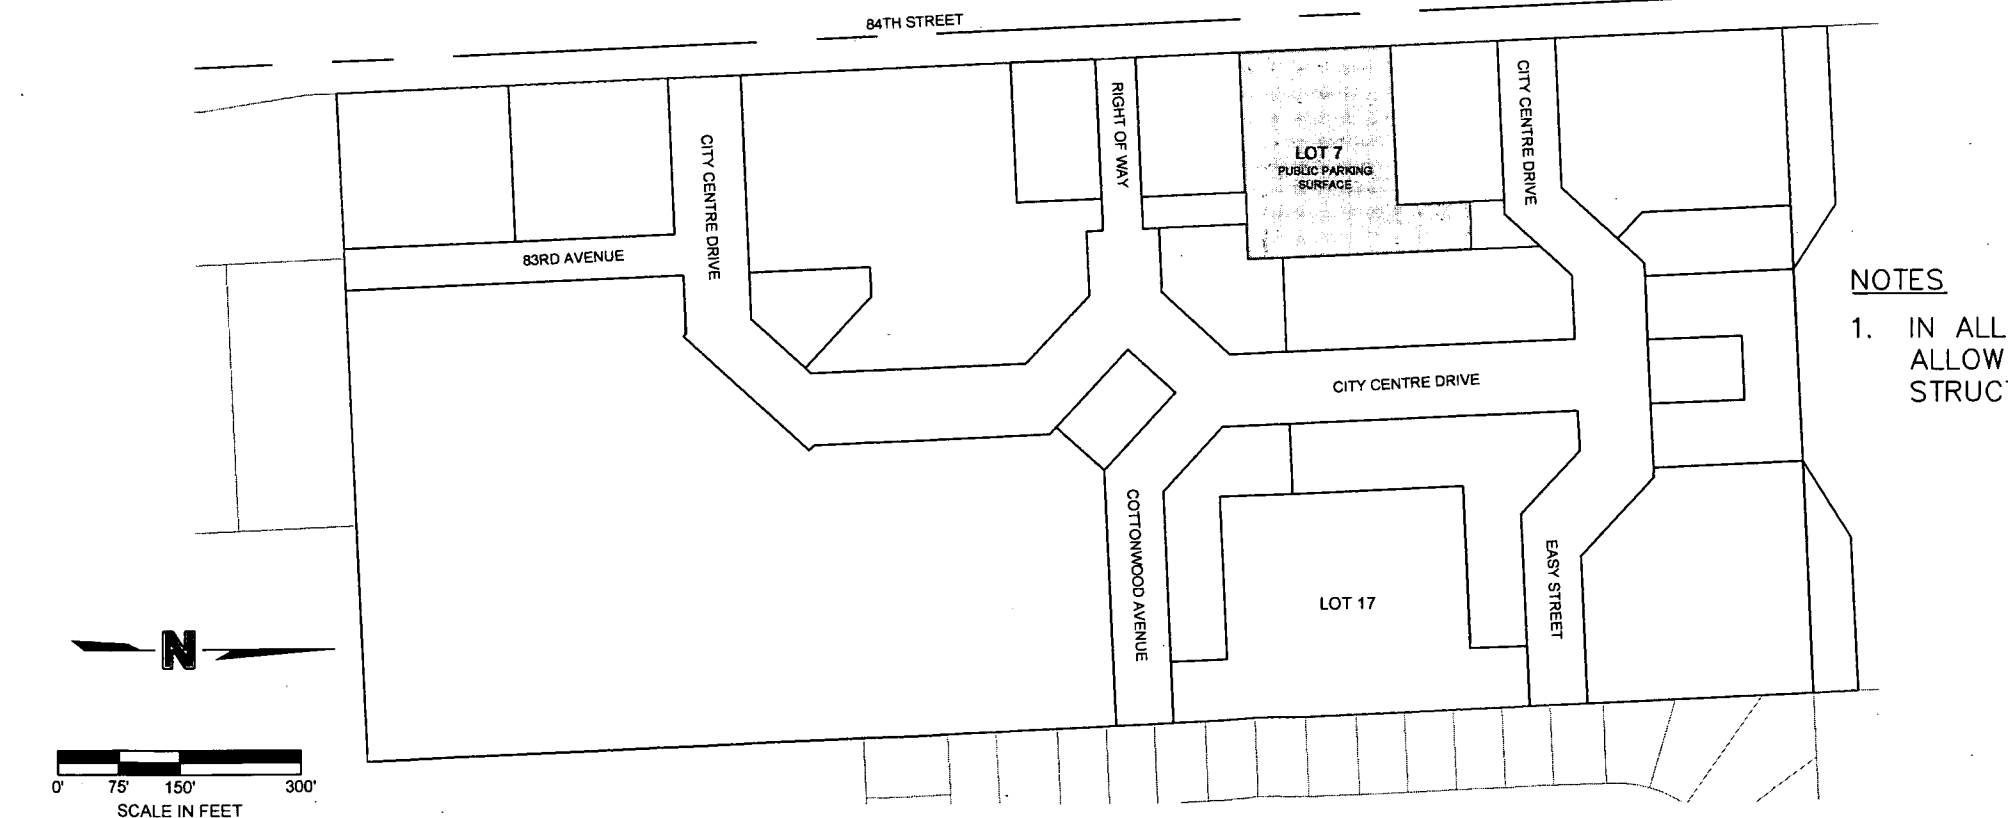 84TH STREET
CITY CENTRE DRIVE
RIGHT OF WAY
LOT 7
PUBLIC PARKING
SURFACE
CITY CENTRE DRIVE
83RD AVENUE
NOTES
1. IN ALL
ALLOW
STRUCT
CITY CENTRE DRIVE
COTTONWOOD AVENUE
EASY STREET
LOT 17
N
0' 75' 150' 300'
SCALE IN FEET